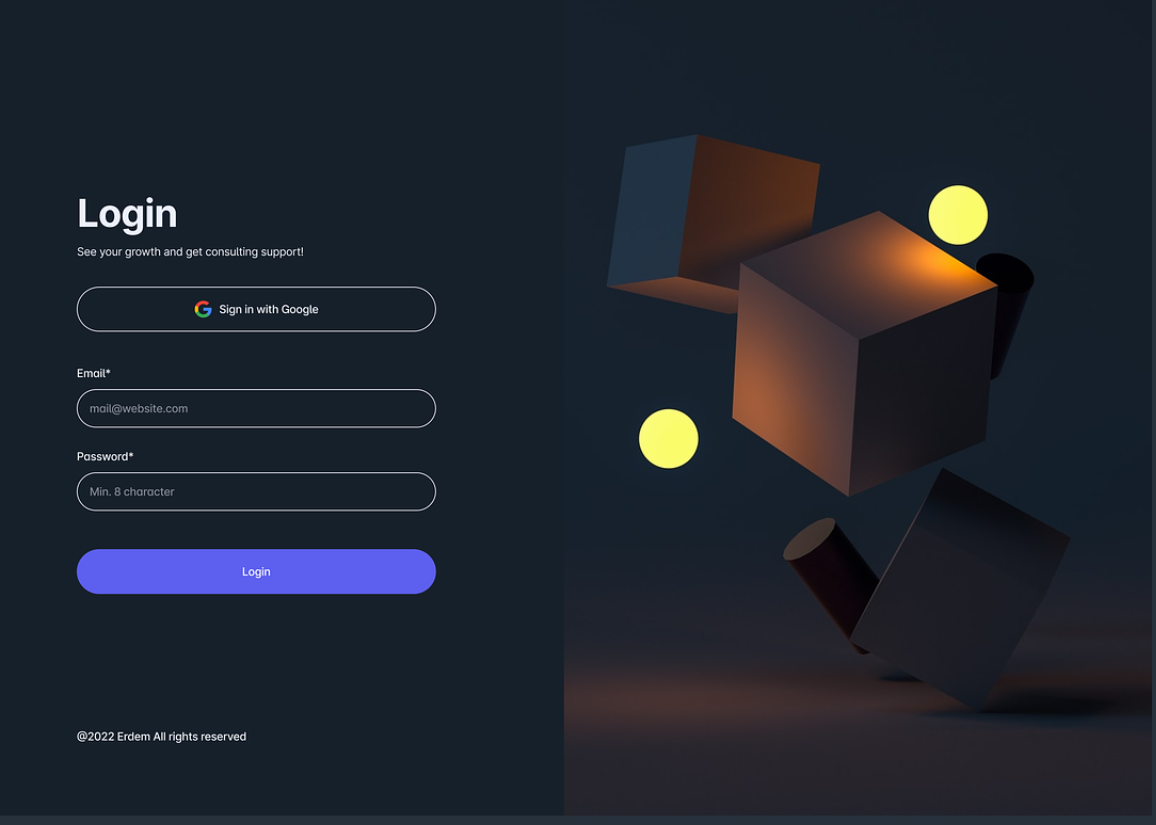 Login
See your growth and get consulting support!
Sign in with Google
Email*
mail@website.com
Password*
Min. 8 character
Login
@2022 Erdem All rights reserved